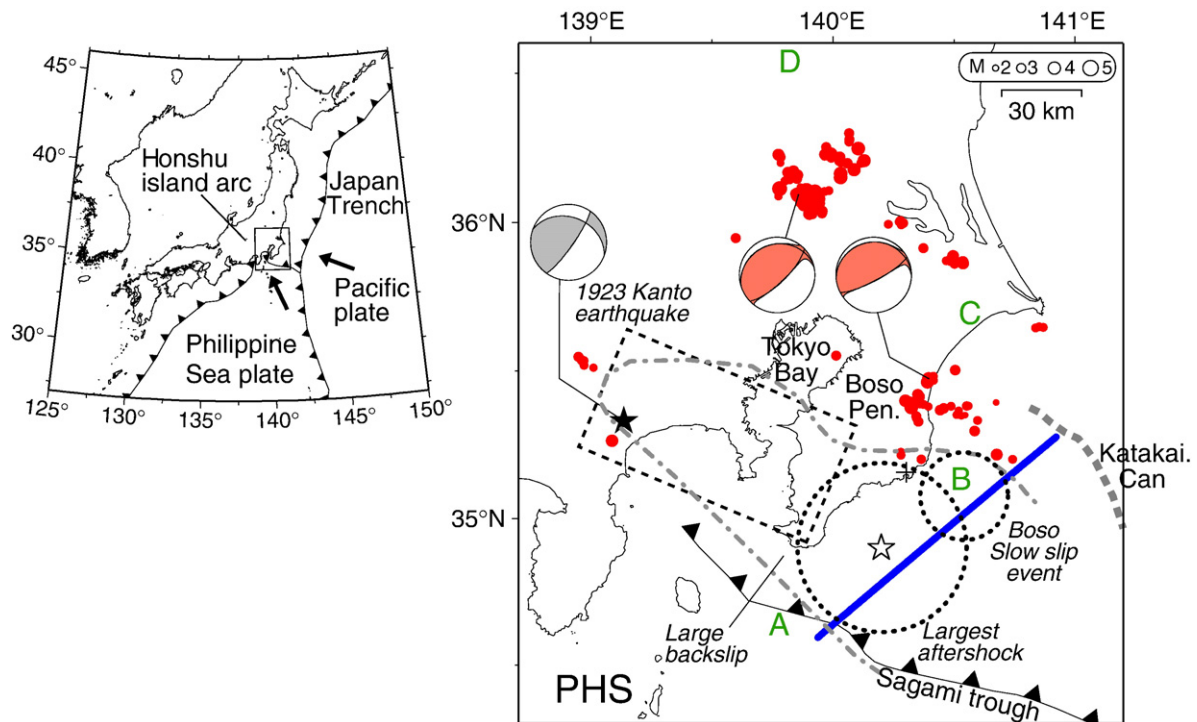 45°
40°
35°
30°
125°
130°
135°
140°
145°
150°
Honshu
island arc
Japan
Trench
Pacific
plate
Philippine
Sea plate
139°E
140°E
141°E
36°N
35°N
D
M 2 3 4 5
30 km
1923 Kanto
earthquake
C
Tokyo
Bay
Boso
Pen.
Katakai.
Can
B
Boso
Slow slip
event
A
Large
backslip
Largest
aftershock
PHS
Sagami trough